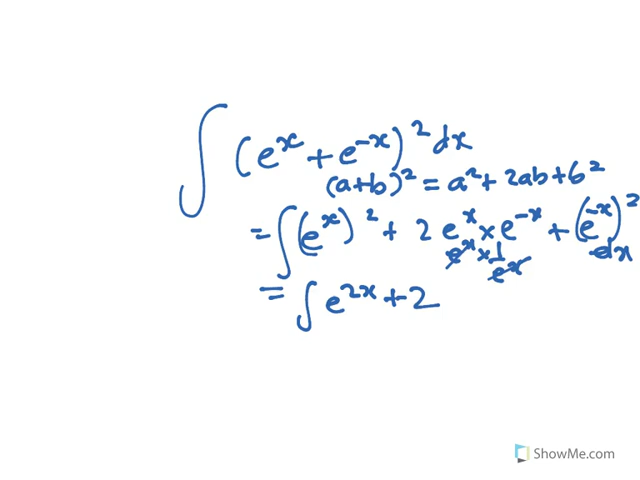 ∫ (e^x + e^-x)^2 dx
(a+b)^2 = a^2 + 2ab + b^2
= ∫ (e^x)^2 + 2 e^x × e^-x + (e^-x)^2 dx
e^x × 1/e^x
= ∫ e^2x + 2
ShowMe.com